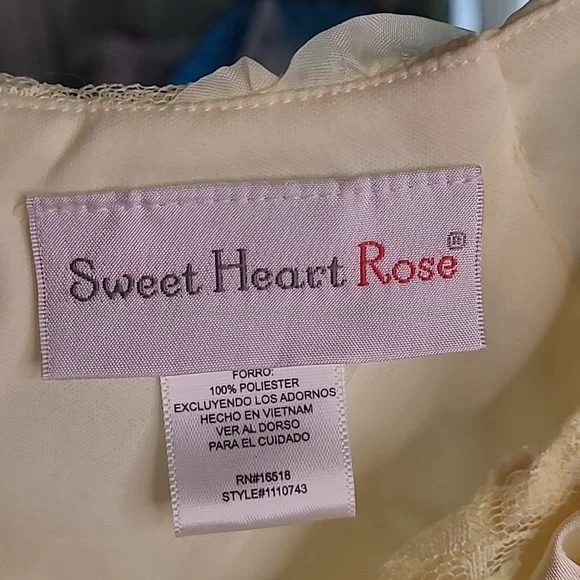 Sweet Heart Rose®
FORRO:
100% POLIESTER
EXCLUYENDO LOS ADORNOS
HECHO EN VIETNAM
VER AL DORSO
PARA EL CUIDADO
RN#16518
STYLE#1110743